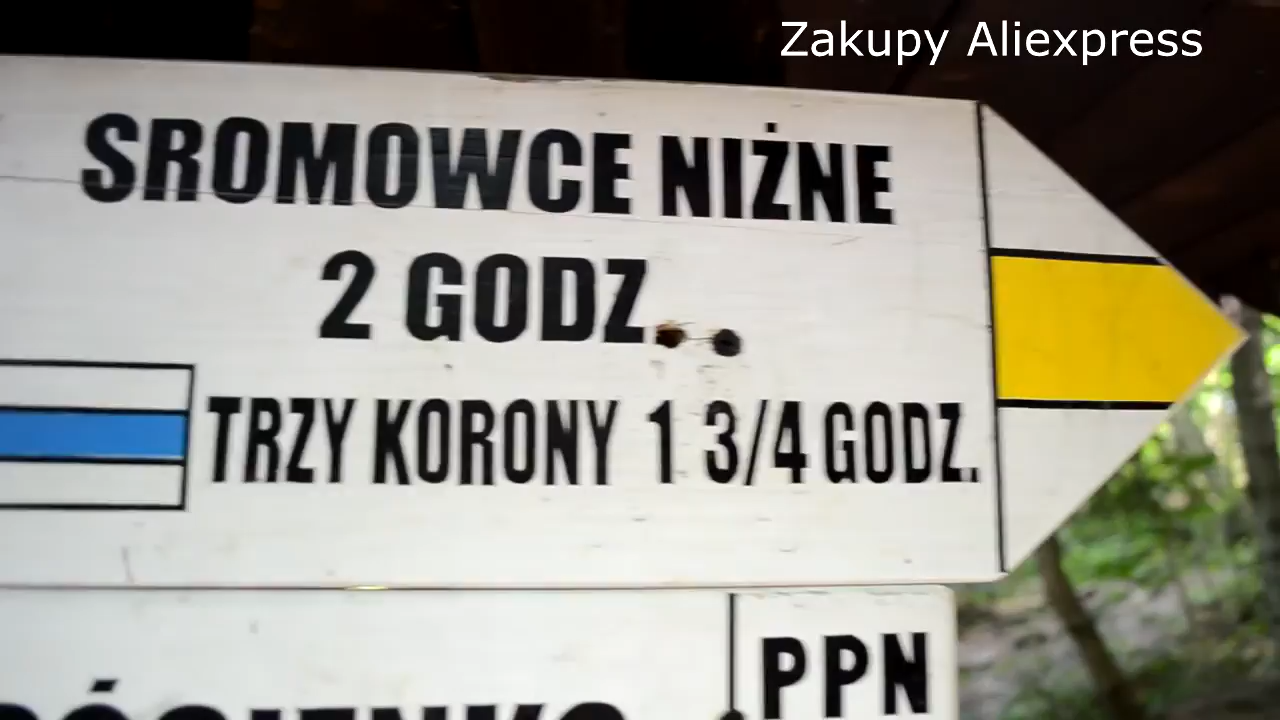 Zakupy Aliexpress
SROMOWCE NIŻNE
2 GODZ.
TRZY KORONY 1 3/4 GODZ.
PPN